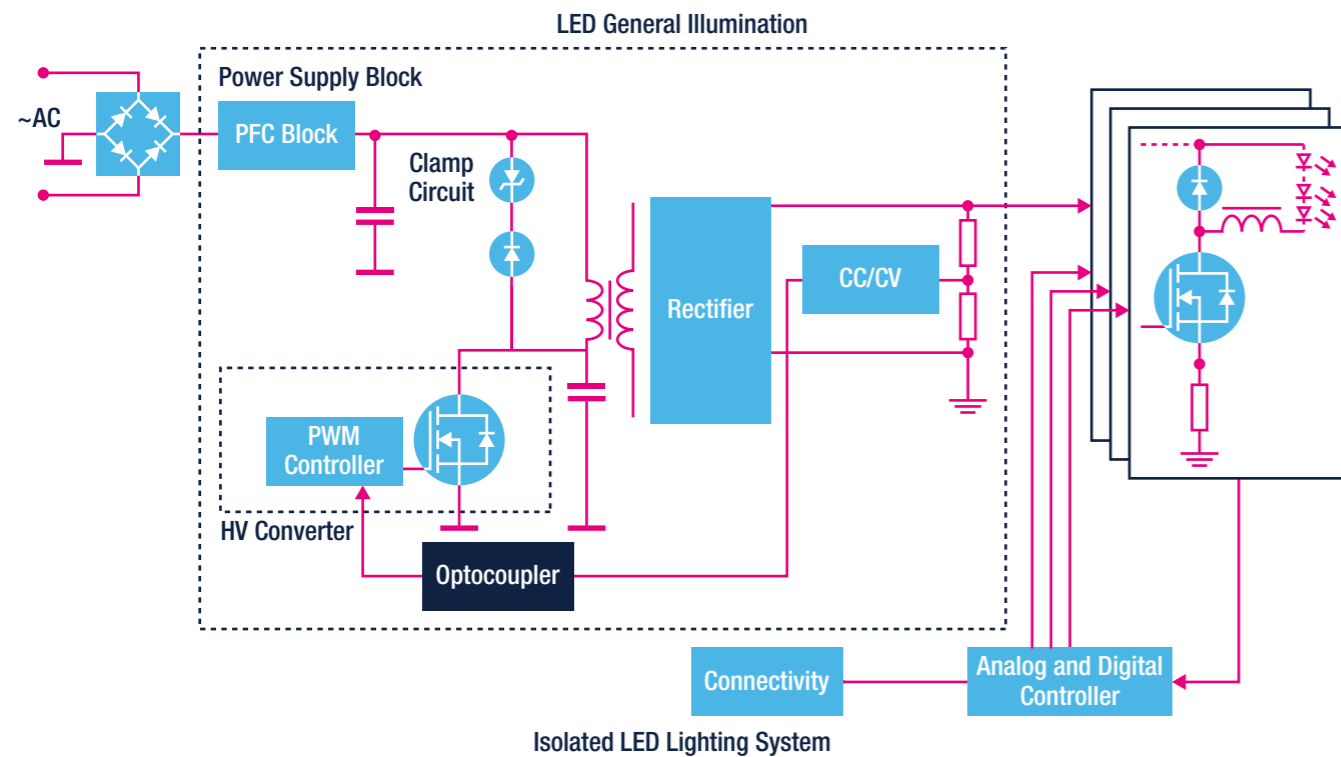 LED General Illumination
Power Supply Block
~AC
PFC Block
Clamp
Circuit
Rectifier
CC/CV
PWM
Controller
HV Converter
Optocoupler
Connectivity
Analog and Digital
Controller
Isolated LED Lighting System